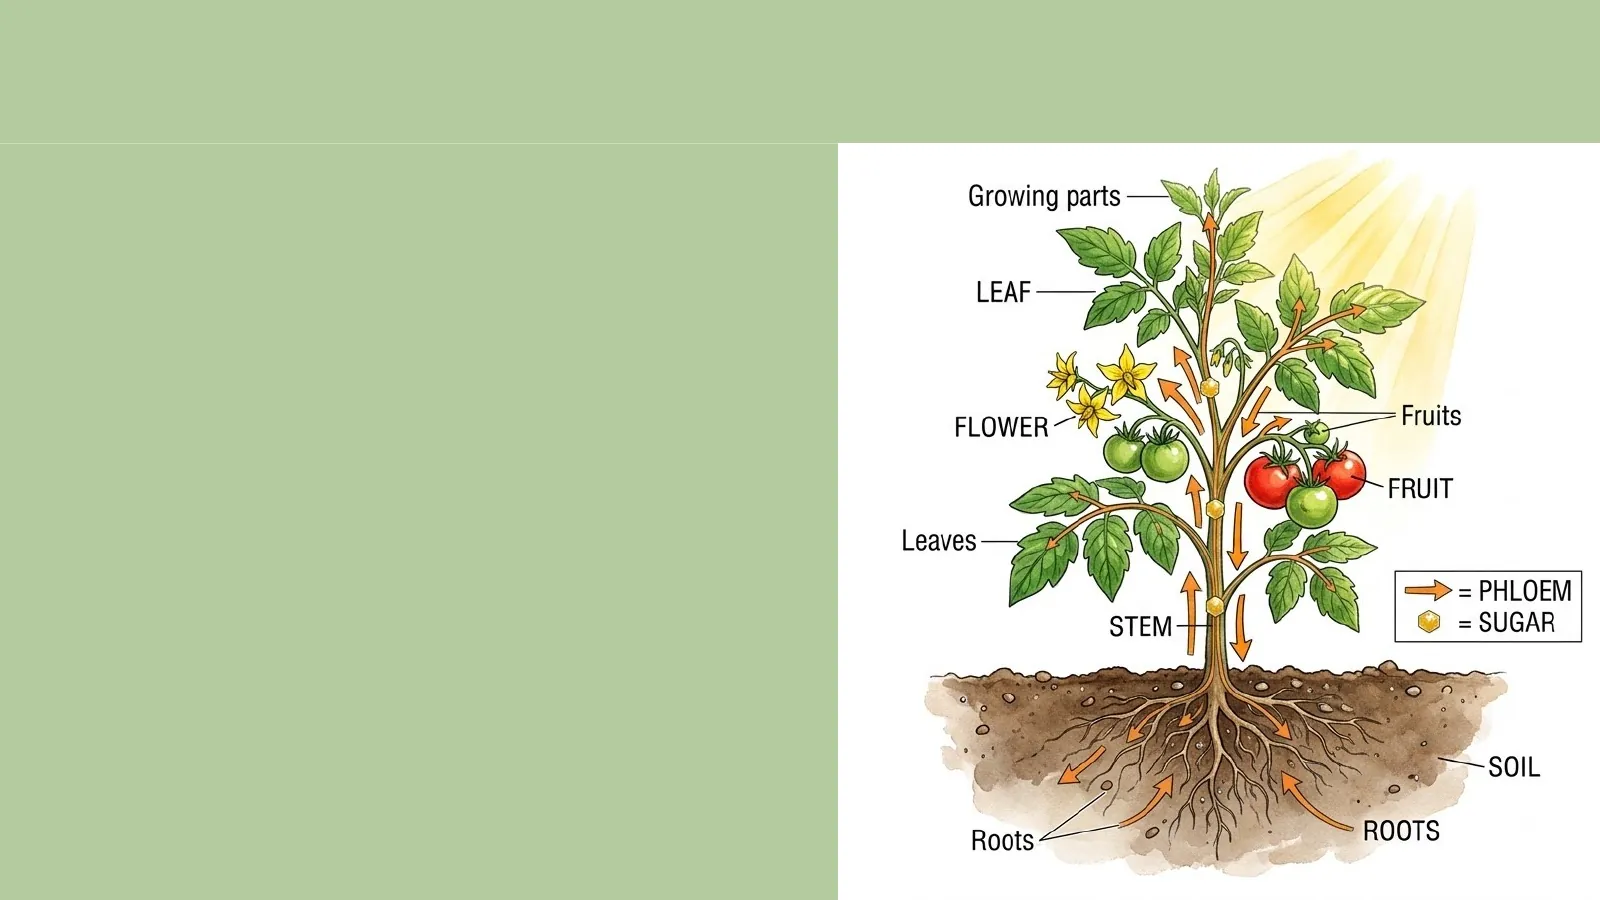 Growing parts
LEAF
FLOWER
Fruits
FRUIT
Leaves
= PHLOEM
= SUGAR
STEM
SOIL
Roots
ROOTS